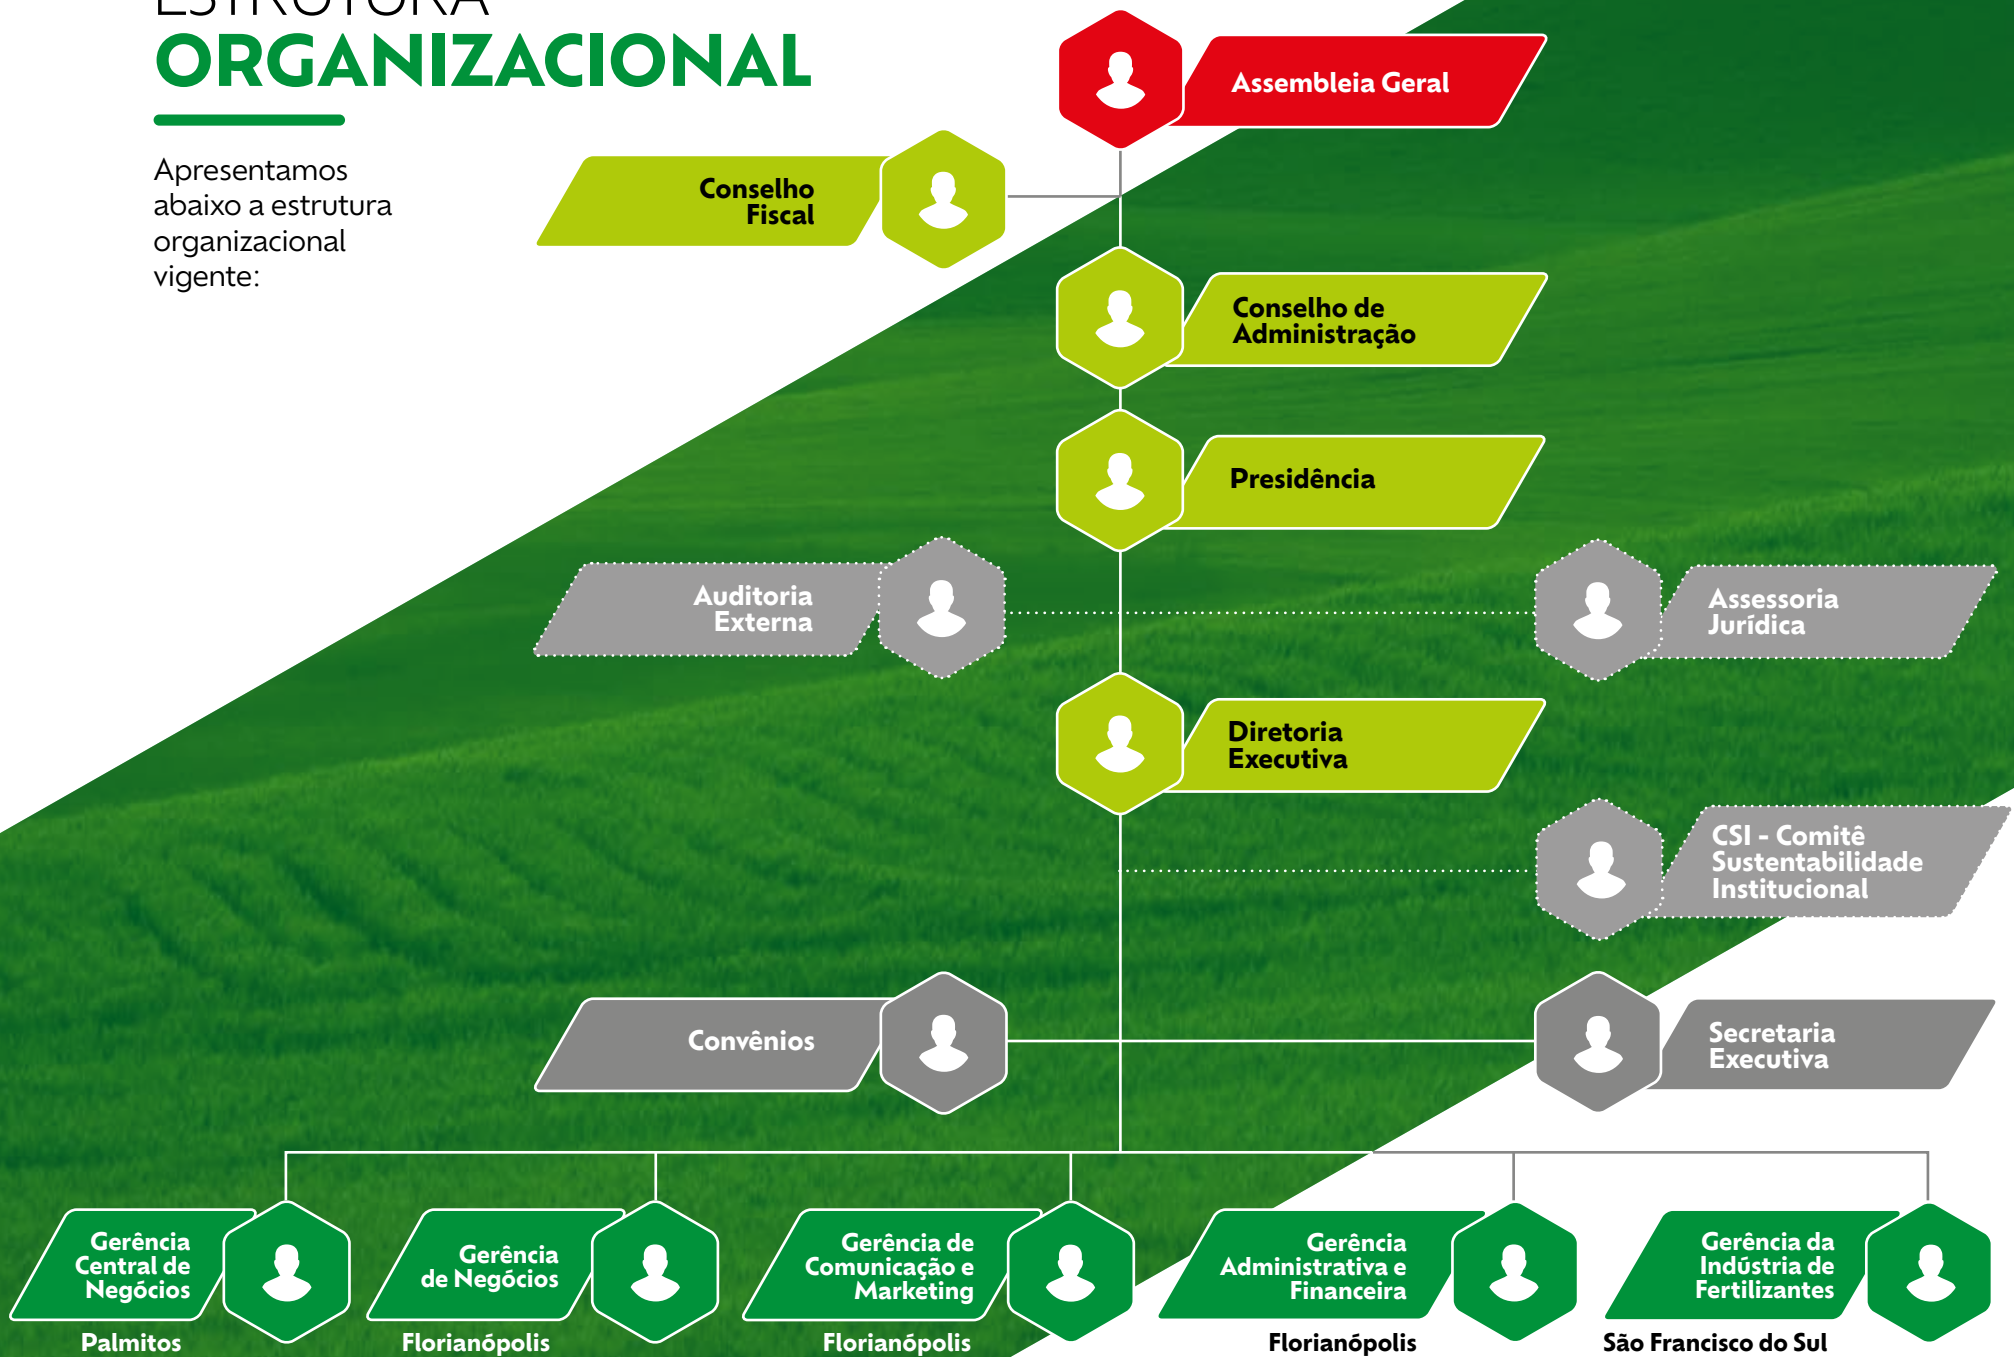 ESTRUTURA
ORGANIZACIONAL
Apresentamos
abaixo a estrutura
organizacional
vigente:
Assembleia Geral
Conselho
Fiscal
Conselho de
Administração
Presidência
Auditoria
Externa
Assessoria
Jurídica
Diretoria
Executiva
CSI - Comitê
Sustentabilidade
Institucional
Convênios
Secretaria
Executiva
Gerência
Central de
Negócios
Palmitos
Gerência
de Negócios
Florianópolis
Gerência de
Comunicação e
Marketing
Florianópolis
Gerência
Administrativa e
Financeira
Florianópolis
Gerência da
Indústria de
Fertilizantes
São Francisco do Sul